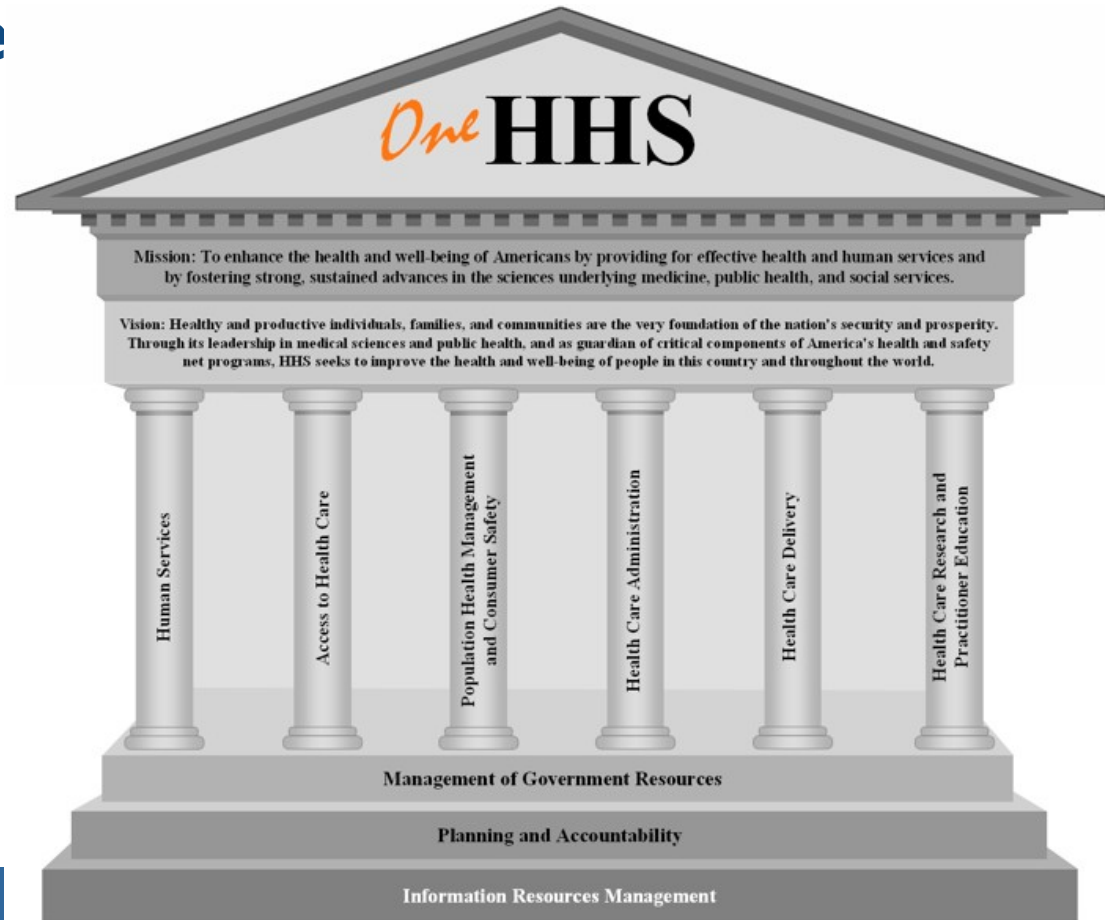 One HHS
Mission: To enhance the health and well-being of Americans by providing for effective health and human services and
by fostering strong, sustained advances in the sciences underlying medicine, public health, and social services.
Vision: Healthy and productive individuals, families, and communities are the very foundation of the nation's security and prosperity.
Through its leadership in medical sciences and public health, and as guardian of critical components of America's health and safety
net programs, HHS seeks to improve the health and well-being of people in this country and throughout the world.
Human Services
Access to Health Care
Population Health Management
and Consumer Safety
Health Care Administration
Health Care Delivery
Health Care Research and
Practitioner Education
Management of Government Resources
Planning and Accountability
Information Resources Management